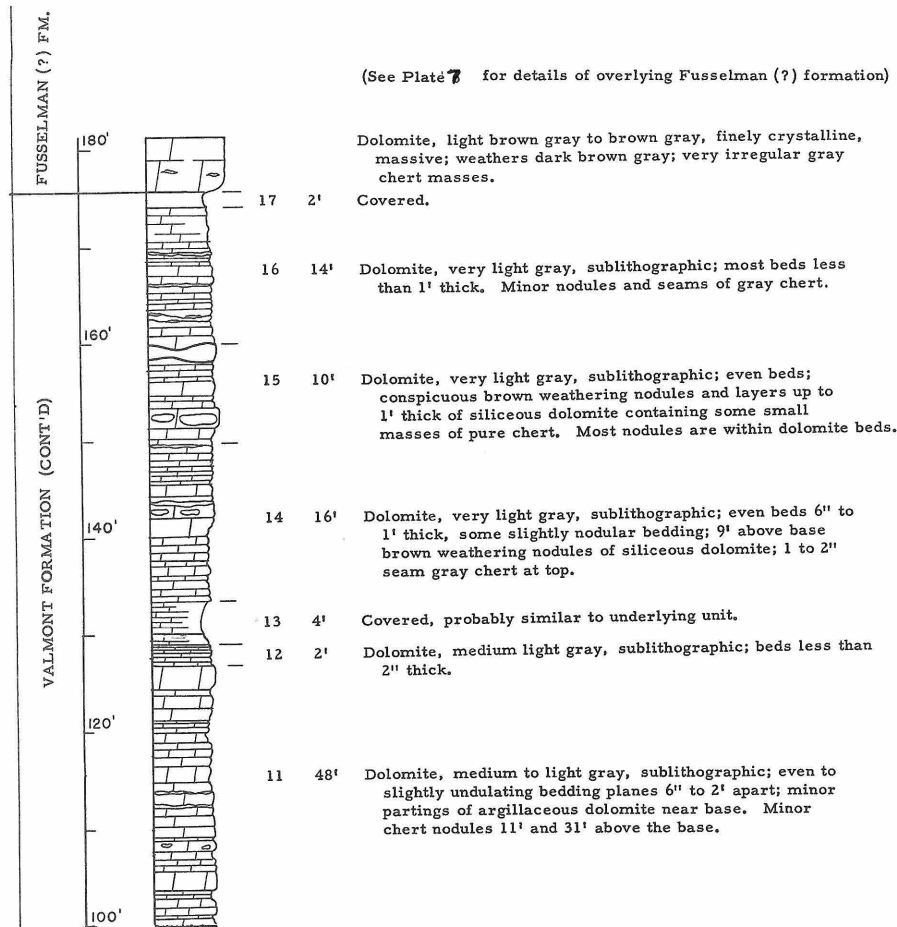 FUSSELMAN (?) FM.
(See Plate 7 for details of overlying Fusselman (?) formation)
180'
Dolomite, light brown gray to brown gray, finely crystalline,
massive; weathers dark brown gray; very irregular gray
chert masses.
17 2' Covered.
16 14' Dolomite, very light gray, sublithographic; most beds less
than 1' thick. Minor nodules and seams of gray chert.
160'
15 10' Dolomite, very light gray, sublithographic; even beds;
conspicuous brown weathering nodules and layers up to
1' thick of siliceous dolomite containing some small
masses of pure chert. Most nodules are within dolomite beds.
VALMONT FORMATION (CONT'D)
140'
14 16' Dolomite, very light gray, sublithographic; even beds 6" to
1' thick, some slightly nodular bedding; 9' above base
brown weathering nodules of siliceous dolomite; 1 to 2"
seam gray chert at top.
13 4' Covered, probably similar to underlying unit.
12 2' Dolomite, medium light gray, sublithographic; beds less than
2" thick.
120'
11 48' Dolomite, medium to light gray, sublithographic; even to
slightly undulating bedding planes 6" to 2' apart; minor
partings of argillaceous dolomite near base. Minor
chert nodules 11' and 31' above the base.
100'